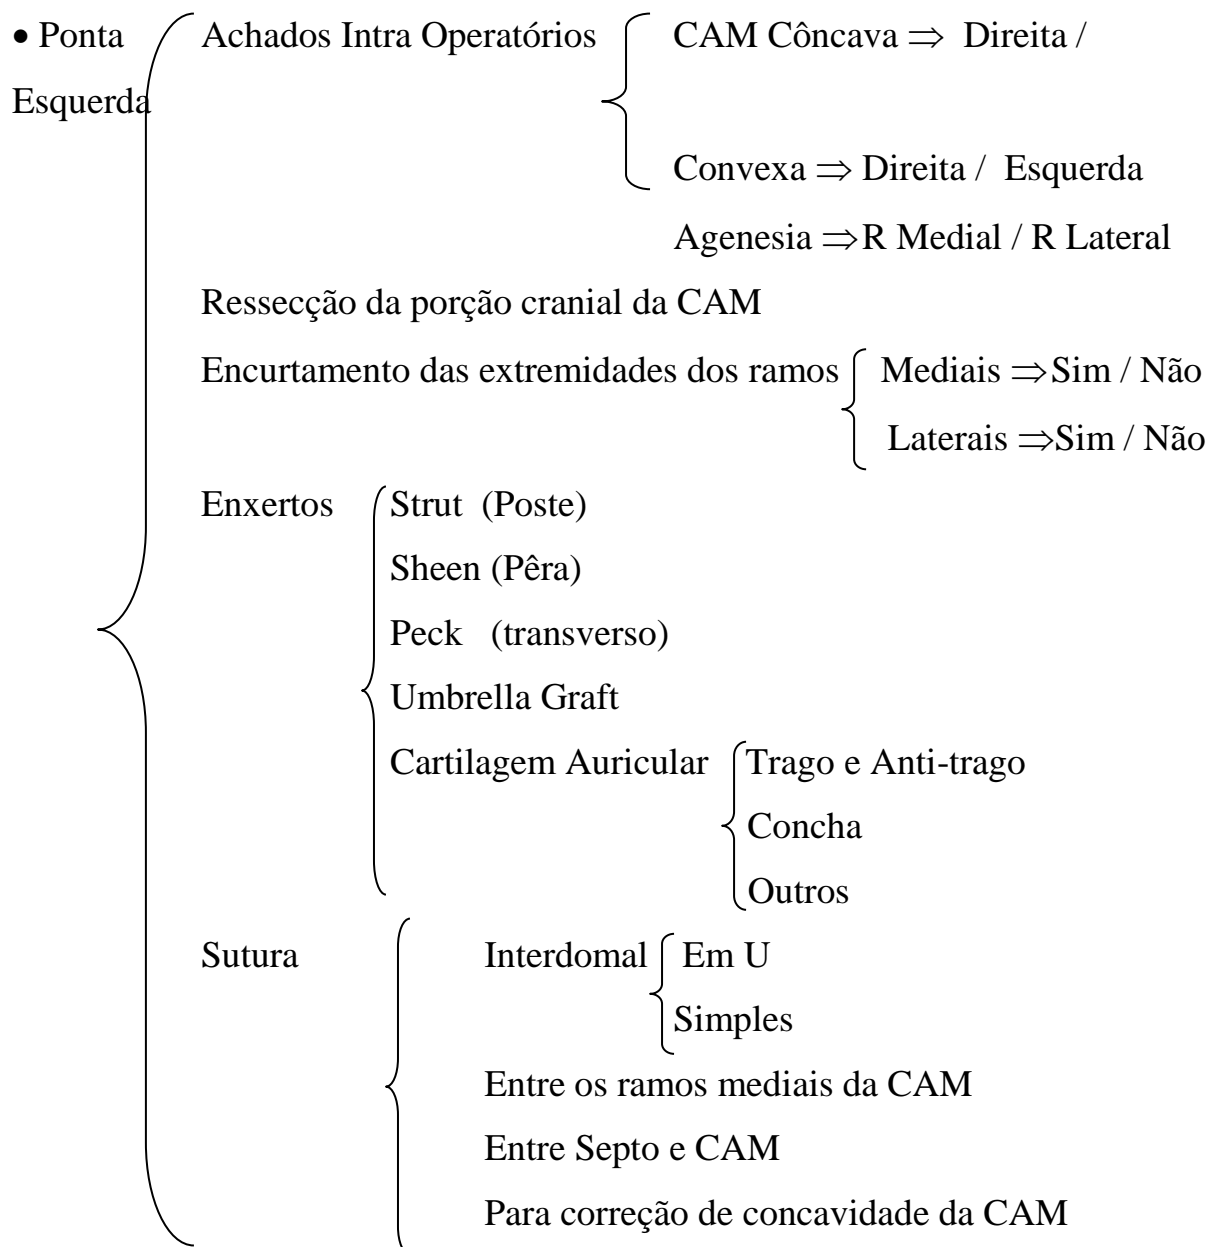 • Ponta Achados Intra Operatórios CAM Côncava ⇒ Direita /
Esquerda
Convexa ⇒ Direita / Esquerda
Agenesia ⇒R Medial / R Lateral
Ressecção da porção cranial da CAM
Encurtamento das extremidades dos ramos Mediais ⇒Sim / Não
Laterais ⇒Sim / Não
Enxertos Strut (Poste)
Sheen (Pêra)
Peck (transverso)
Umbrella Graft
Cartilagem Auricular Trago e Anti-trago
Concha
Outros
Sutura Interdomal Em U
Simples
Entre os ramos mediais da CAM
Entre Septo e CAM
Para correção de concavidade da CAM